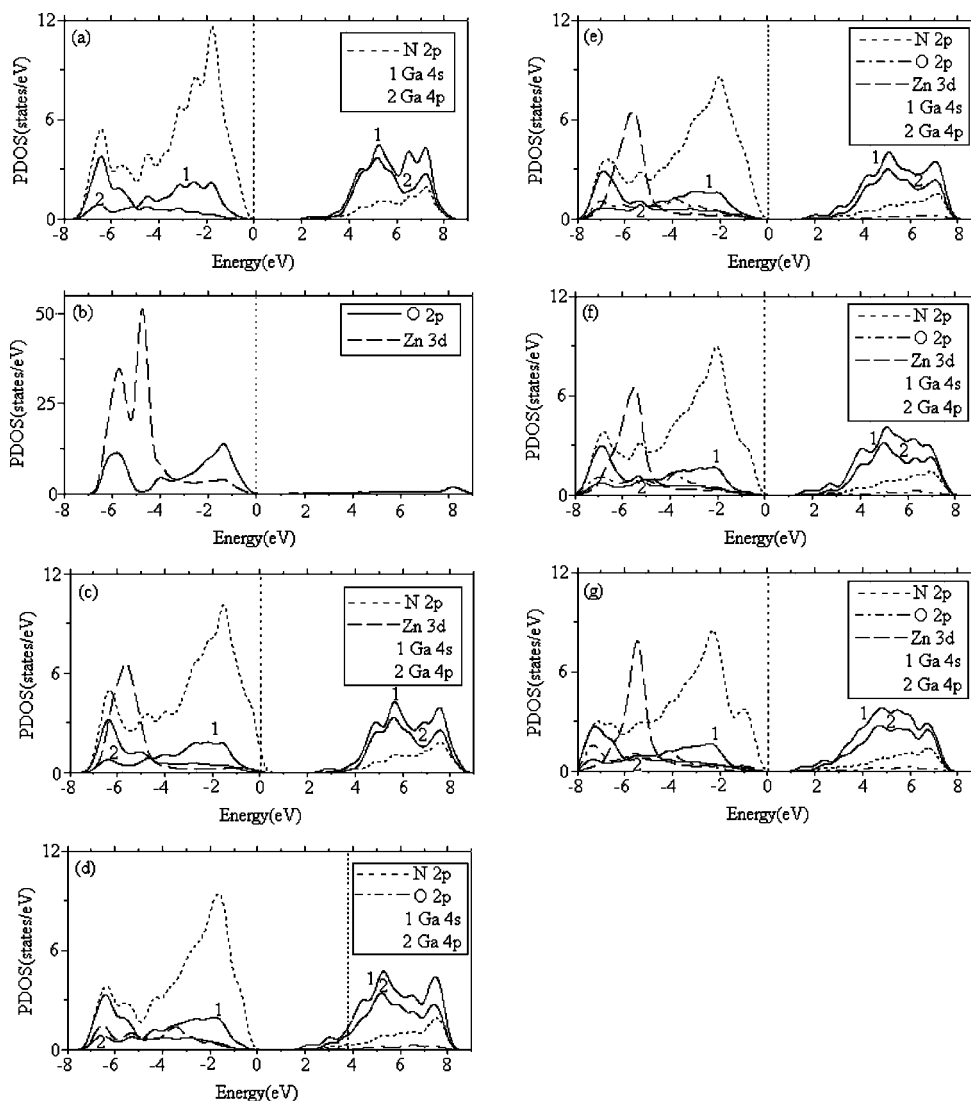 (a)
PDOS(states/eV)
12
6
0
N 2p
1 Ga 4s
2 Ga 4p
1
2
1
2
-8 -6 -4 -2 0 2 4 6 8
Energy(eV)
(b)
PDOS(states/eV)
50
25
0
O 2p
Zn 3d
-8 -6 -4 -2 0 2 4 6 8
Energy(eV)
(c)
PDOS(states/eV)
12
6
0
N 2p
Zn 3d
1 Ga 4s
2 Ga 4p
1
2
1
2
-8 -6 -4 -2 0 2 4 6 8
Energy(eV)
(d)
PDOS(states/eV)
12
6
0
N 2p
O 2p
1 Ga 4s
2 Ga 4p
1
2
1
2
-8 -6 -4 -2 0 2 4 6 8
Energy(eV)
(e)
PDOS(states/eV)
12
6
0
N 2p
O 2p
Zn 3d
1 Ga 4s
2 Ga 4p
1
2
1
2
-8 -6 -4 -2 0 2 4 6 8
Energy(eV)
(f)
PDOS(states/eV)
12
6
0
N 2p
O 2p
Zn 3d
1 Ga 4s
2 Ga 4p
1
2
1
2
-8 -6 -4 -2 0 2 4 6 8
Energy(eV)
(g)
PDOS(states/eV)
12
6
0
N 2p
O 2p
Zn 3d
1 Ga 4s
2 Ga 4p
1
2
1
2
-8 -6 -4 -2 0 2 4 6 8
Energy(eV)